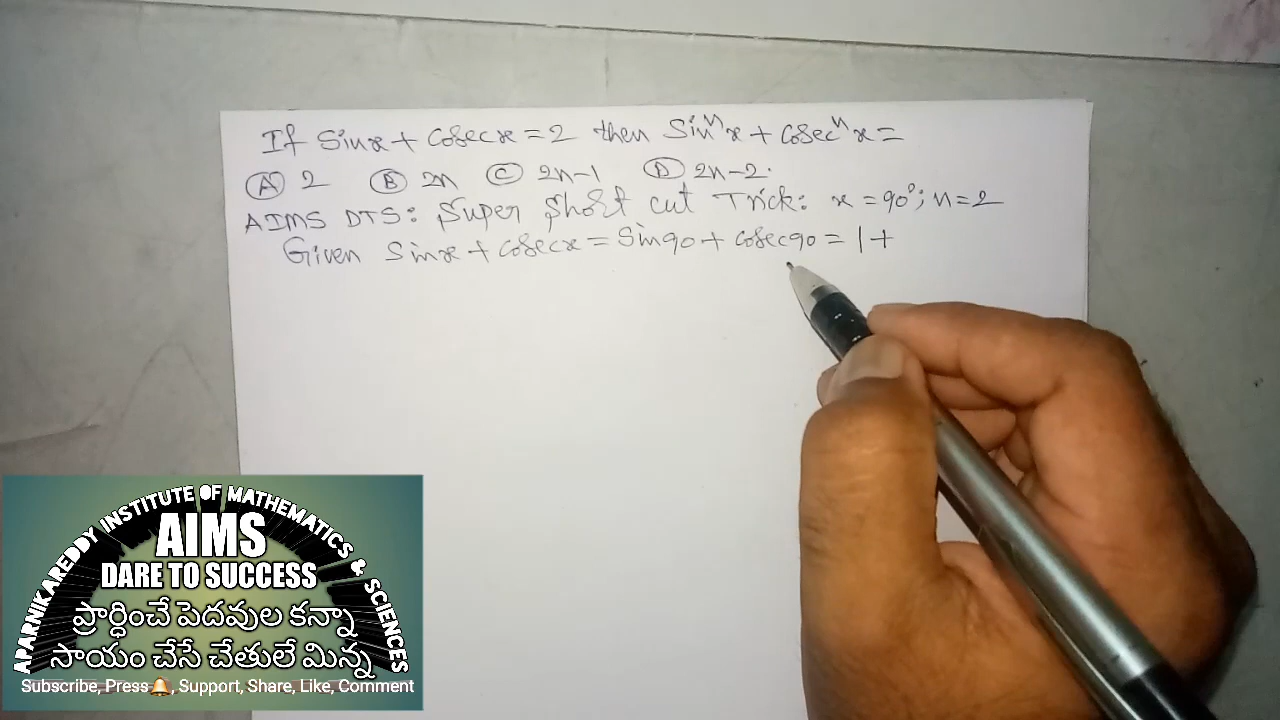 If Sinx + Cosecx = 2 then Sinⁿx + Cosecⁿx =
Ⓐ 2 Ⓑ 2n Ⓒ 2n-1 Ⓓ 2n-2.
AIMS DTS: Super Short cut Trick: x = 90°; n = 2
Given Sinx + Cosecx = Sin90 + Cosec90 = 1 +
APARNIKAREDDY INSTITUTE OF MATHEMATICS & SCIENCES
AIMS
DARE TO SUCCESS
ప్రార్ధించే పెదవుల కన్నా
సాయం చేసే చేతులే మిన్న
Subscribe, Press🔔, Support, Share, Like, Comment